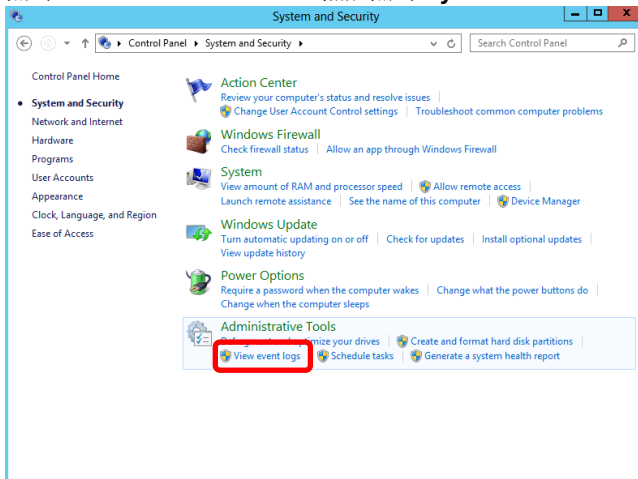 System and Security
Control Panel ▸ System and Security ▸
Search Control Panel
Control Panel Home
System and Security
Network and Internet
Hardware
Programs
User Accounts
Appearance
Clock, Language, and Region
Ease of Access
Action Center
Review your computer's status and resolve issues
Change User Account Control settings
Troubleshoot common computer problems
Windows Firewall
Check firewall status
Allow an app through Windows Firewall
System
View amount of RAM and processor speed
Allow remote access
Launch remote assistance
See the name of this computer
Device Manager
Windows Update
Turn automatic updating on or off
Check for updates
Install optional updates
View update history
Power Options
Require a password when the computer wakes
Change what the power buttons do
Change when the computer sleeps
Administrative Tools
your drives
Create and format hard disk partitions
View event logs
Schedule tasks
Generate a system health report